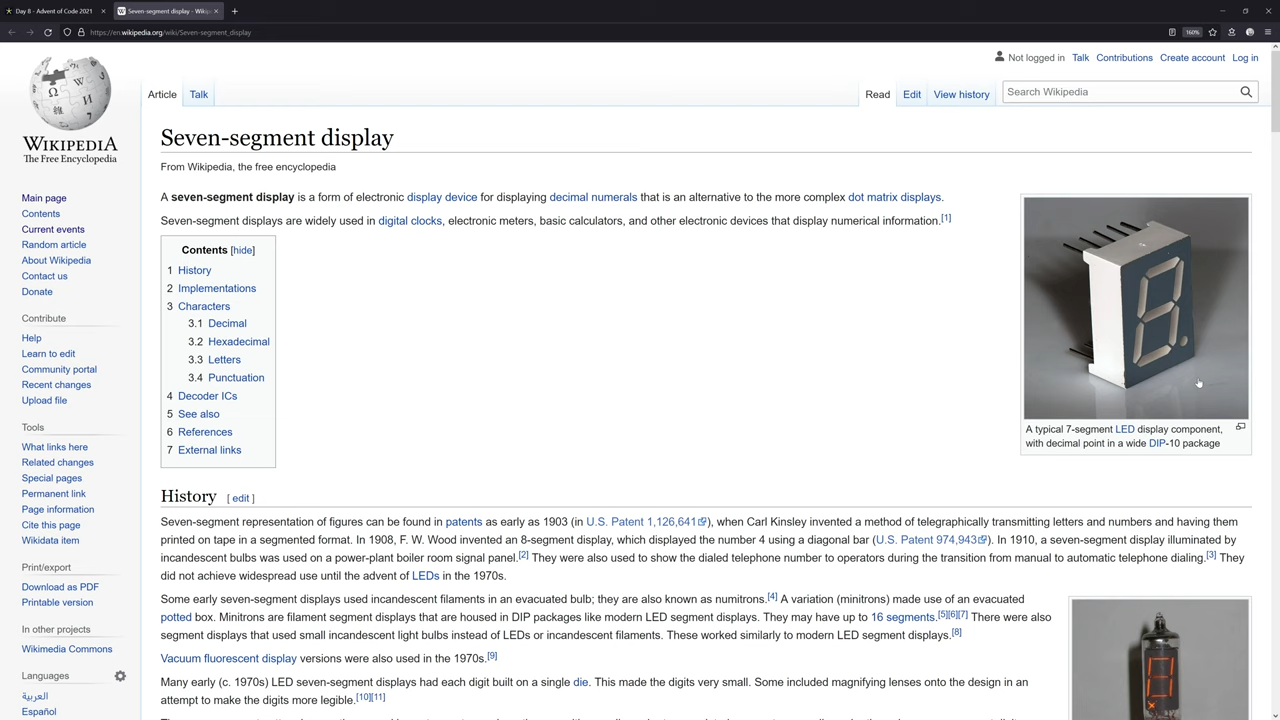 Day 8 - Advent of Code 2021
Seven-segment display - Wikip
https://en.wikipedia.org/wiki/Seven-segment_display
160%
Not logged in Talk Contributions Create account Log in
Article Talk
Read Edit View history
Search Wikipedia
WIKIPEDIA
The Free Encyclopedia
Main page
Contents
Current events
Random article
About Wikipedia
Contact us
Donate
Contribute
Help
Learn to edit
Community portal
Recent changes
Upload file
Tools
What links here
Related changes
Special pages
Permanent link
Page information
Cite this page
Wikidata item
Print/export
Download as PDF
Printable version
In other projects
Wikimedia Commons
Languages
العربية
Español
Seven-segment display
From Wikipedia, the free encyclopedia
A seven-segment display is a form of electronic display device for displaying decimal numerals that is an alternative to the more complex dot matrix displays.
Seven-segment displays are widely used in digital clocks, electronic meters, basic calculators, and other electronic devices that display numerical information.[1]
Contents [hide]
1 History
2 Implementations
3 Characters
3.1 Decimal
3.2 Hexadecimal
3.3 Letters
3.4 Punctuation
4 Decoder ICs
5 See also
6 References
7 External links
A typical 7-segment LED display component,
with decimal point in a wide DIP-10 package
History [ edit ]
Seven-segment representation of figures can be found in patents as early as 1903 (in U.S. Patent 1,126,641), when Carl Kinsley invented a method of telegraphically transmitting letters and numbers and having them
printed on tape in a segmented format. In 1908, F. W. Wood invented an 8-segment display, which displayed the number 4 using a diagonal bar (U.S. Patent 974,943). In 1910, a seven-segment display illuminated by
incandescent bulbs was used on a power-plant boiler room signal panel.[2] They were also used to show the dialed telephone number to operators during the transition from manual to automatic telephone dialing.[3] They
did not achieve widespread use until the advent of LEDs in the 1970s.
Some early seven-segment displays used incandescent filaments in an evacuated bulb; they are also known as numitrons.[4] A variation (minitrons) made use of an evacuated
potted box. Minitrons are filament segment displays that are housed in DIP packages like modern LED segment displays. They may have up to 16 segments.[5][6][7] There were also
segment displays that used small incandescent light bulbs instead of LEDs or incandescent filaments. These worked similarly to modern LED segment displays.[8]
Vacuum fluorescent display versions were also used in the 1970s.[9]
Many early (c. 1970s) LED seven-segment displays had each digit built on a single die. This made the digits very small. Some included magnifying lenses onto the design in an
attempt to make the digits more legible.[10][11]